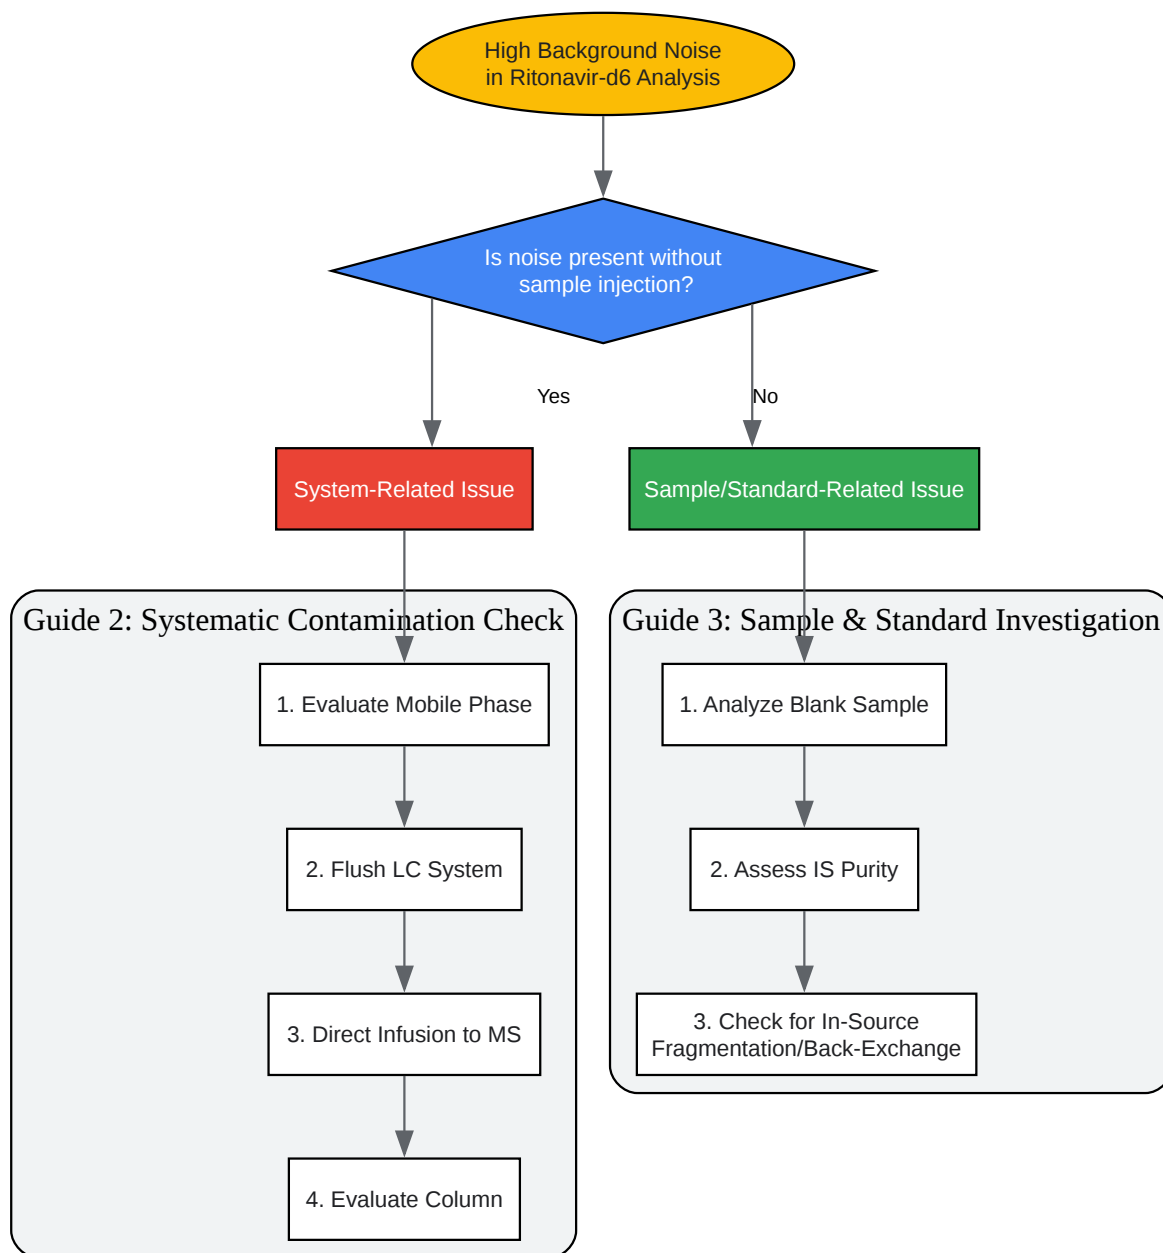 High Background Noise
in Ritonavir-d6 Analysis
Is noise present without
sample injection?
Yes
No
System-Related Issue
Sample/Standard-Related Issue
Guide 2: Systematic Contamination Check
1. Evaluate Mobile Phase
2. Flush LC System
3. Direct Infusion to MS
4. Evaluate Column
Guide 3: Sample & Standard Investigation
1. Analyze Blank Sample
2. Assess IS Purity
3. Check for In-Source
Fragmentation/Back-Exchange